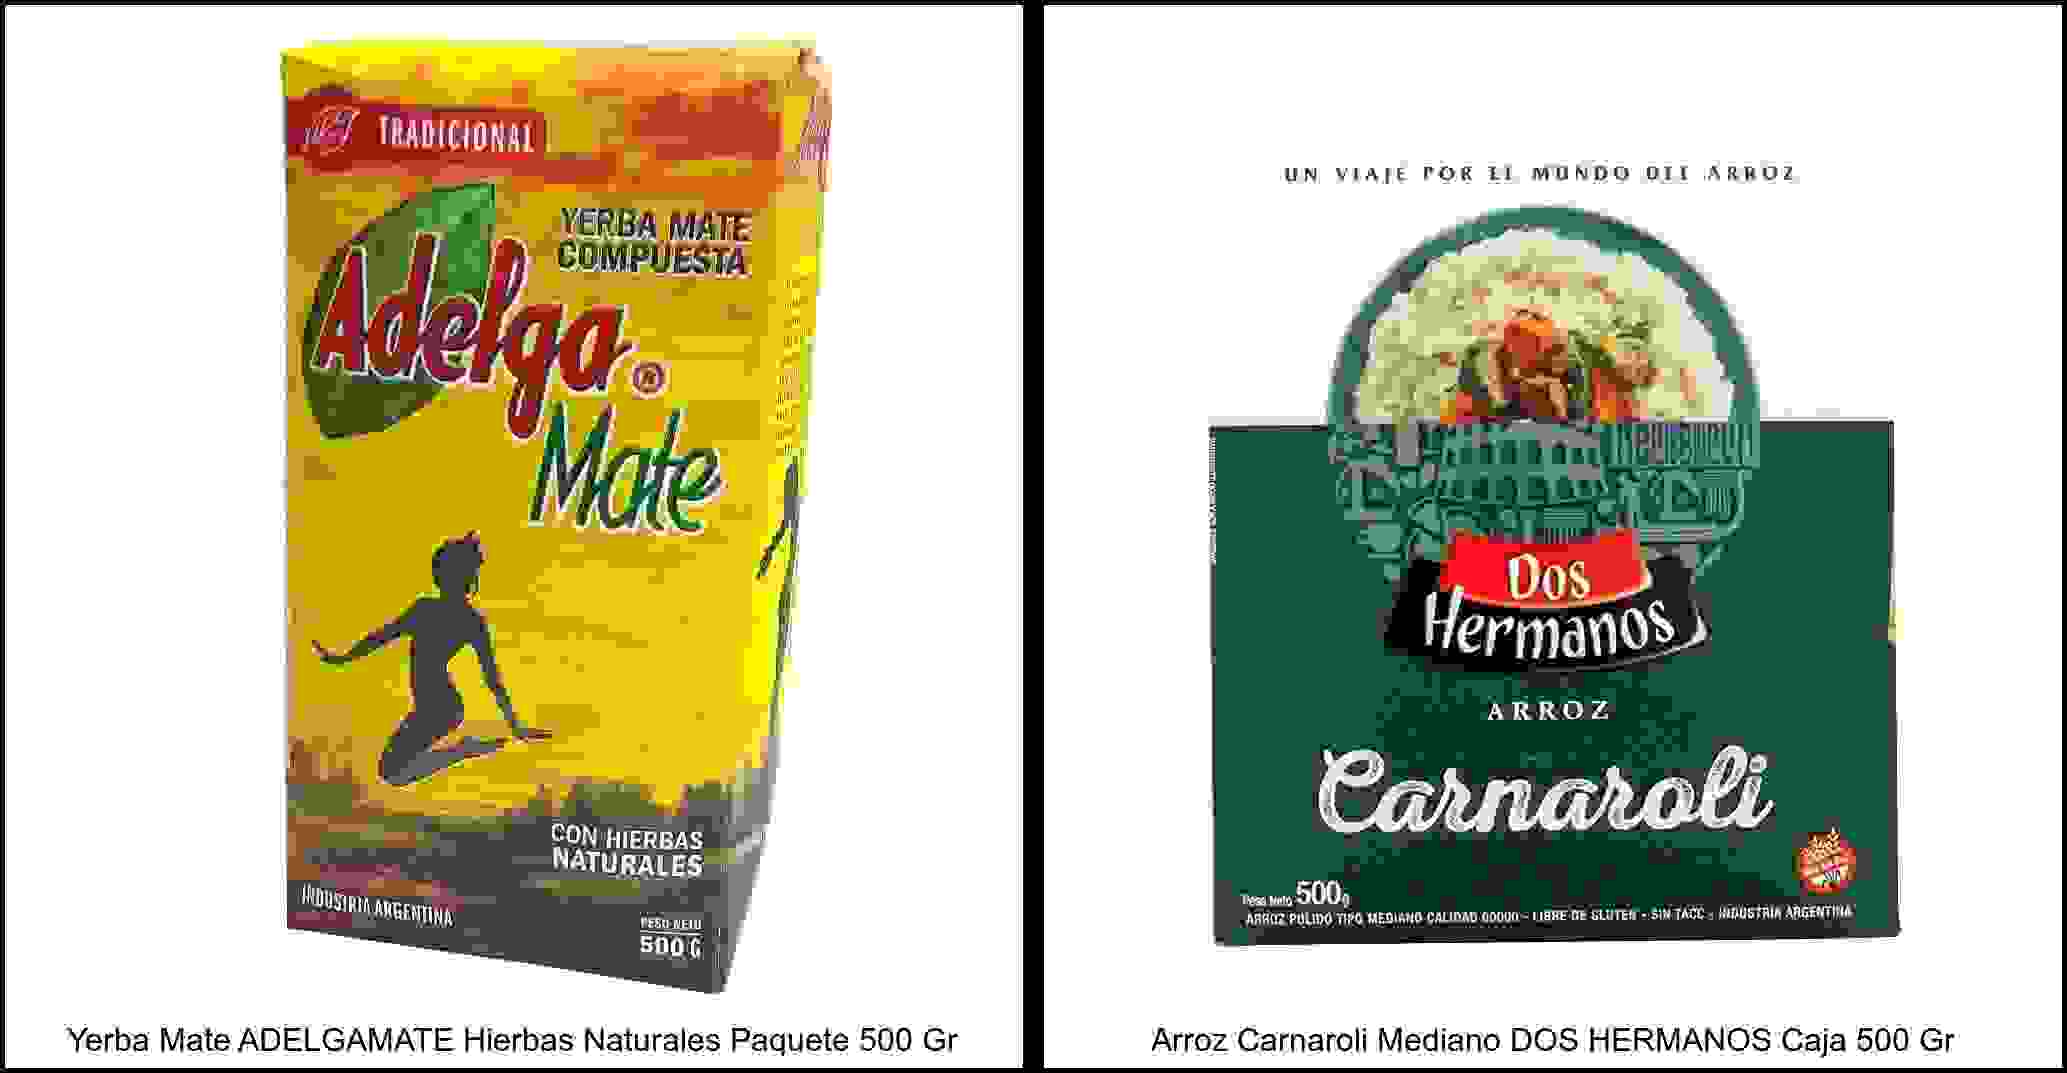 TRADICIONAL
YERBA MATE
COMPUESTA
Adelga®
Mate
CON HIERBAS
NATURALES
INDUSTRIA ARGENTINA
PESO NETO
500 G
Yerba Mate ADELGAMATE Hierbas Naturales Paquete 500 Gr
UN VIAJE POR EL MUNDO DEL ARROZ
Dos
Hermanos
ARROZ
Carnaroli
Peso Neto 500g
ARROZ PULIDO TIPO MEDIANO CALIDAD 00000 - LIBRE DE GLUTEN - SIN TACC - INDUSTRIA ARGENTINA
Arroz Carnaroli Mediano DOS HERMANOS Caja 500 Gr